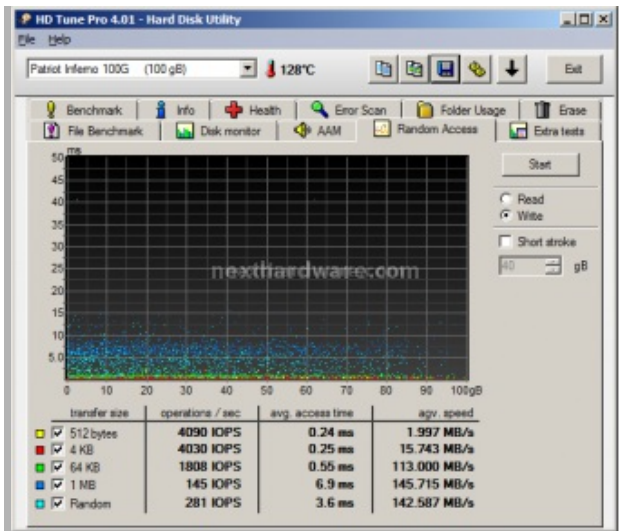 HD Tune Pro 4.01 - Hard Disk Utility
File Help
Patriot Inferno 100G (100 gB) 128°C Exit
Benchmark Info Health Error Scan Folder Usage Erase
File Benchmark Disk monitor AAM Random Access Extra tests
ms
50
45
40
35
30
25
20
15
10
5.0
0 10 20 30 40 50 60 70 80 90 100gB
nexthardware.com
Start
Read
Write
Short stroke
40 gB
transfer size operations / sec avg. access time agv. speed
512 bytes 4090 IOPS 0.24 ms 1.997 MB/s
4 KB 4030 IOPS 0.25 ms 15.743 MB/s
64 KB 1808 IOPS 0.55 ms 113.000 MB/s
1 MB 145 IOPS 6.9 ms 145.715 MB/s
Random 281 IOPS 3.6 ms 142.587 MB/s